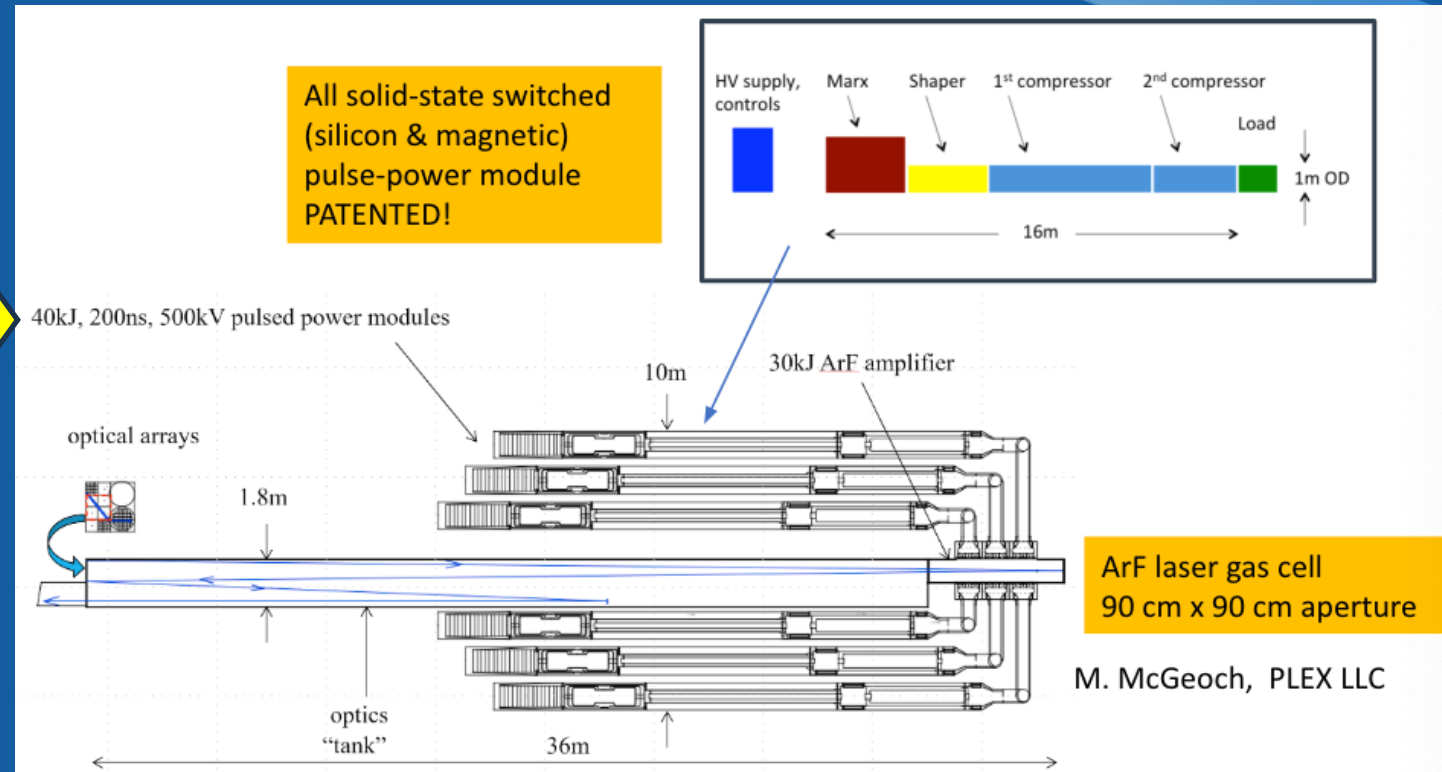 All solid-state switched
(silicon & magnetic)
pulse-power module
PATENTED!
HV supply,
controls
Marx
Shaper
1st compressor
2nd compressor
Load
1m OD
16m
40kJ, 200ns, 500kV pulsed power modules
10m
30kJ ArF amplifier
optical arrays
1.8m
ArF laser gas cell
90 cm x 90 cm aperture
M. McGeoch, PLEX LLC
optics
“tank”
36m